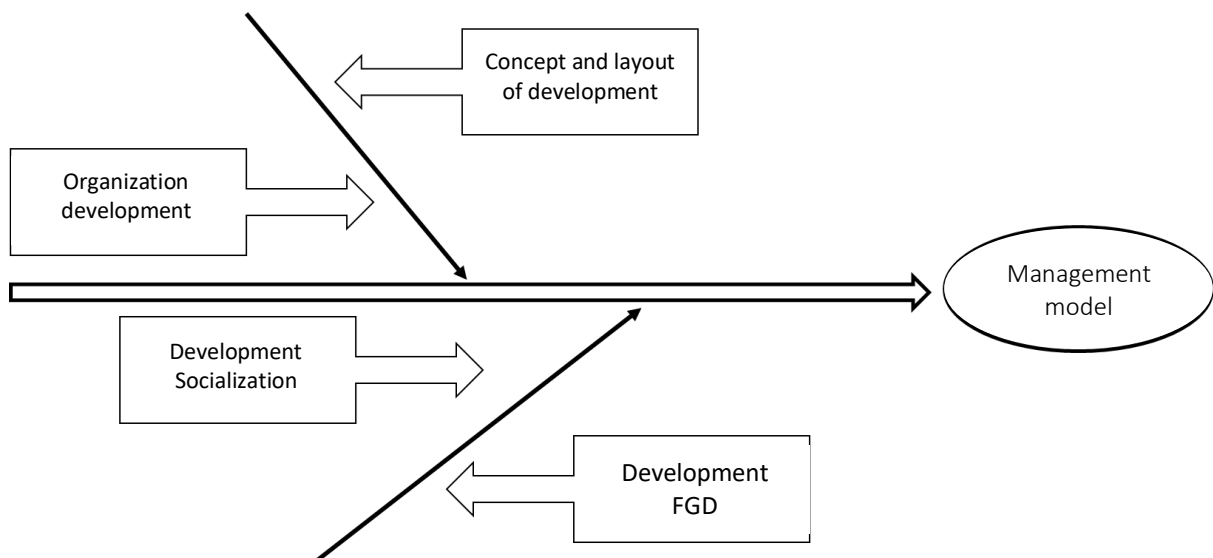 Concept and layout
of development
Organization
development
Management
model
Development
Socialization
Development
FGD